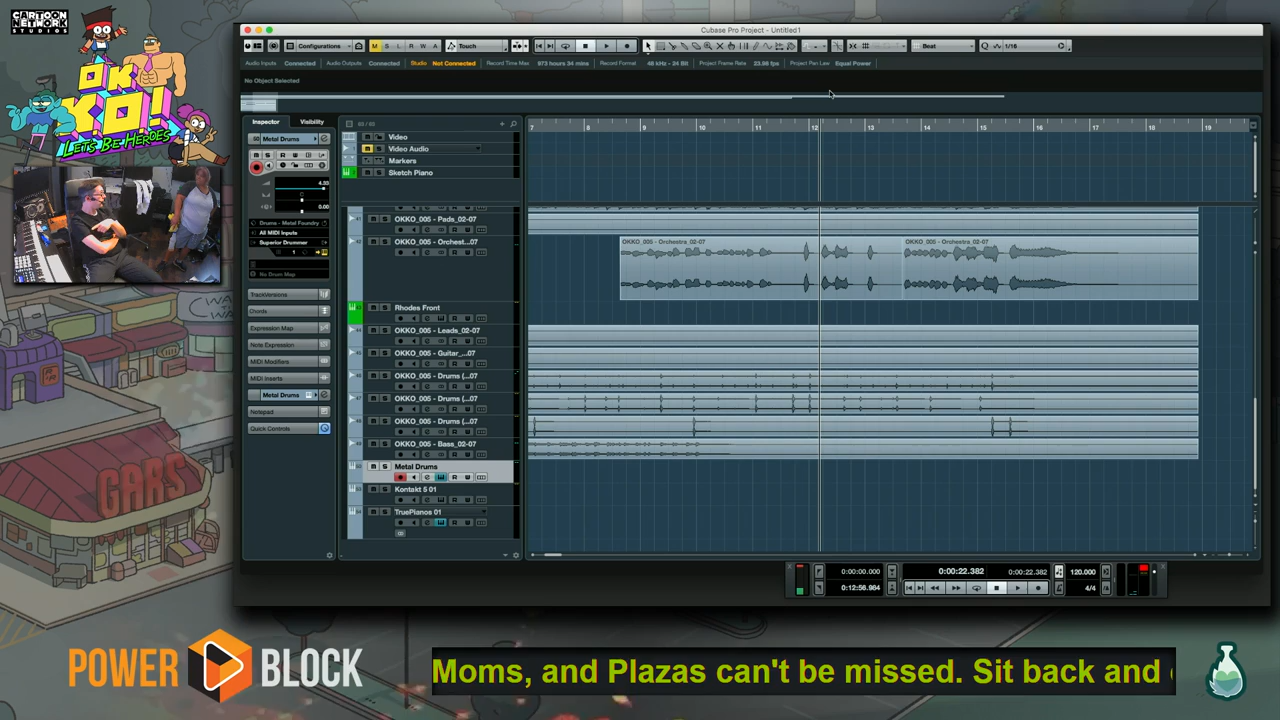 CARTOON
NETWORK
STUDIOS
OK
KO!
LET'S BE HEROES
GARS
Cubase Pro Project - Untitled1
Configurations
M S L R W A
Touch
Beat
1/16
Audio Inputs Connected Audio Outputs Connected Studio Not Connected Record Time Max 973 hours 34 mins Record Format 48 kHz - 24 Bit Project Frame Rate 23.98 fps Project Pan Law Equal Power
No Object Selected
Inspector Visibility
Metal Drums
4.33
0.00
Drums - Metal Foundry
All MIDI Inputs
Superior Drummer
1
No Drum Map
TrackVersions
Chords
Expression Map
Note Expression
MIDI Modifiers
MIDI Inserts
Metal Drums
Notepad
Quick Controls
7 8 9 10 11 12 13 14 15 16 17 18 19
Video
Video Audio
Markers
Sketch Piano
OKKO_005 - Pads_02-07
OKKO_005 - Orchest...07
OKKO_005 - Orchestra_02-07
OKKO_005 - Orchestra_02-07
Rhodes Front
OKKO_005 - Leads_02-07
OKKO_005 - Guitar_...07
OKKO_005 - Drums (...07
OKKO_005 - Drums (...07
OKKO_005 - Drums (...07
OKKO_005 - Bass_02-07
Metal Drums
Kontakt 5 01
TruePianos 01
0:00:00.000 0:00:22.382 0:00:22.382 120.000
0:12:56.984 4/4
POWER BLOCK
Moms, and Plazas can't be missed. Sit back and